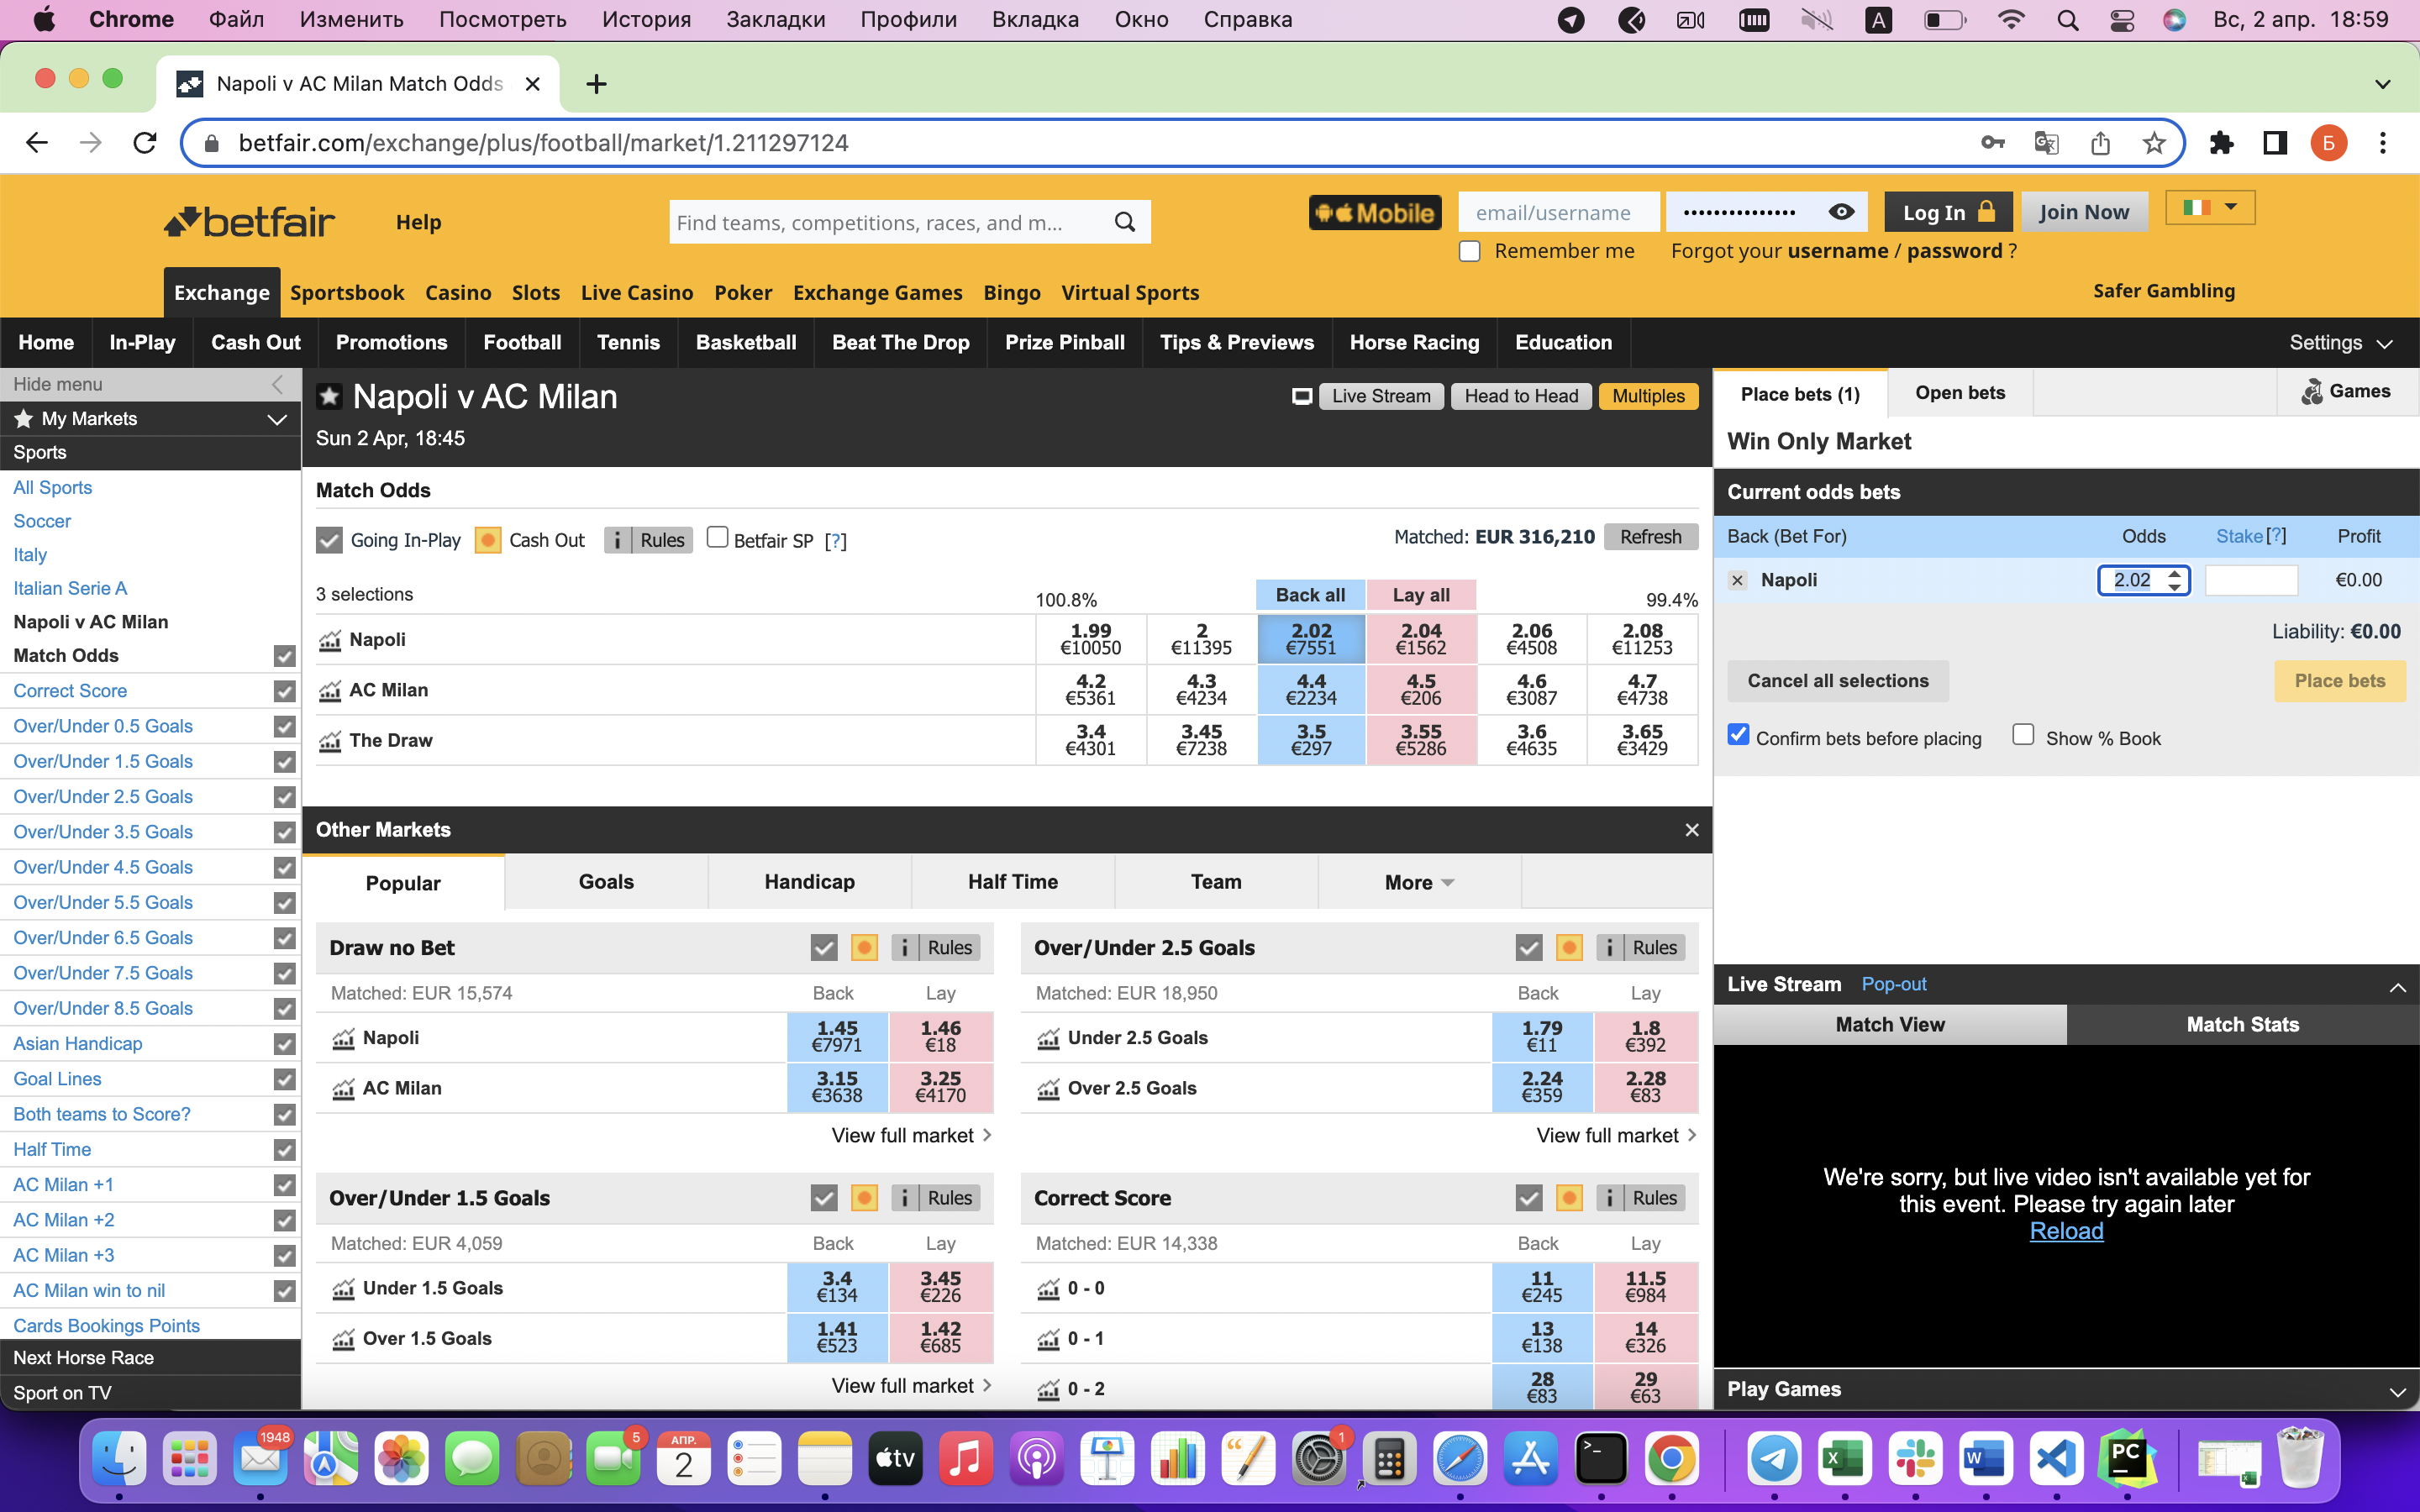 Chrome Файл Изменить Посмотреть История Закладки Профили Вкладка Окно Справка A Вс, 2 апр. 18:59
Napoli v AC Milan Match Odds
betfair.com/exchange/plus/football/market/1.211297124 Б
betfair Help Find teams, competitions, races, and m... Mobile email/username ••••••••••••••• Log In Join Now
Remember me Forgot your username / password ?
Exchange Sportsbook Casino Slots Live Casino Poker Exchange Games Bingo Virtual Sports Safer Gambling
Home In-Play Cash Out Promotions Football Tennis Basketball Beat The Drop Prize Pinball Tips & Previews Horse Racing Education Settings
Hide menu
My Markets
Sports
All Sports
Soccer
Italy
Italian Serie A
Napoli v AC Milan
Match Odds
Correct Score
Over/Under 0.5 Goals
Over/Under 1.5 Goals
Over/Under 2.5 Goals
Over/Under 3.5 Goals
Over/Under 4.5 Goals
Over/Under 5.5 Goals
Over/Under 6.5 Goals
Over/Under 7.5 Goals
Over/Under 8.5 Goals
Asian Handicap
Goal Lines
Both teams to Score?
Half Time
AC Milan +1
AC Milan +2
AC Milan +3
AC Milan win to nil
Cards Bookings Points
Next Horse Race
Sport on TV
Napoli v AC Milan Live Stream Head to Head Multiples
Sun 2 Apr, 18:45
Match Odds
Going In-Play Cash Out i Rules Betfair SP [?] Matched: EUR 316,210 Refresh
3 selections 100.8% Back all Lay all 99.4%
Napoli 1.99 2 2.02 2.04 2.06 2.08
€10050 €11395 €7551 €1562 €4508 €11253
AC Milan 4.2 4.3 4.4 4.5 4.6 4.7
€5361 €4234 €2234 €206 €3087 €4738
The Draw 3.4 3.45 3.5 3.55 3.6 3.65
€4301 €7238 €297 €5286 €4635 €3429
Other Markets
Popular Goals Handicap Half Time Team More
Draw no Bet i Rules
Matched: EUR 15,574 Back Lay
Napoli 1.45 1.46
€7971 €18
AC Milan 3.15 3.25
€3638 €4170
View full market
Over/Under 2.5 Goals i Rules
Matched: EUR 18,950 Back Lay
Under 2.5 Goals 1.79 1.8
€11 €392
Over 2.5 Goals 2.24 2.28
€359 €83
View full market
Over/Under 1.5 Goals i Rules
Matched: EUR 4,059 Back Lay
Under 1.5 Goals 3.4 3.45
€134 €226
Over 1.5 Goals 1.41 1.42
€523 €685
View full market
Correct Score i Rules
Matched: EUR 14,338 Back Lay
0 - 0 11 11.5
€245 €984
0 - 1 13 14
€138 €326
0 - 2 28 29
€83 €63
Place bets (1) Open bets Games
Win Only Market
Current odds bets
Back (Bet For) Odds Stake [?] Profit
Napoli 2.02 €0.00
Liability: €0.00
Cancel all selections Place bets
Confirm bets before placing Show % Book
Live Stream Pop-out
Match View Match Stats
We're sorry, but live video isn't available yet for
this event. Please try again later
Reload
Play Games
1948 5 АПР. 2 tv 1 >_ X W PC